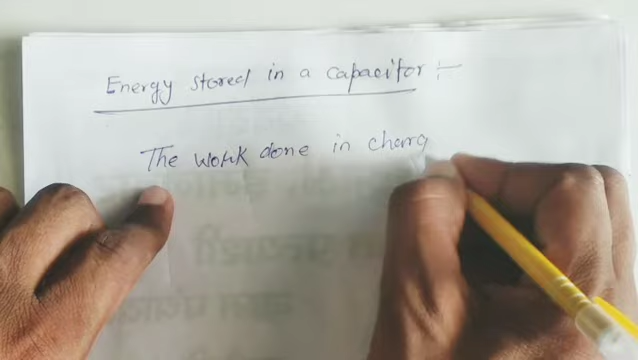 Energy stored in a capacitor :-
The work done in charg